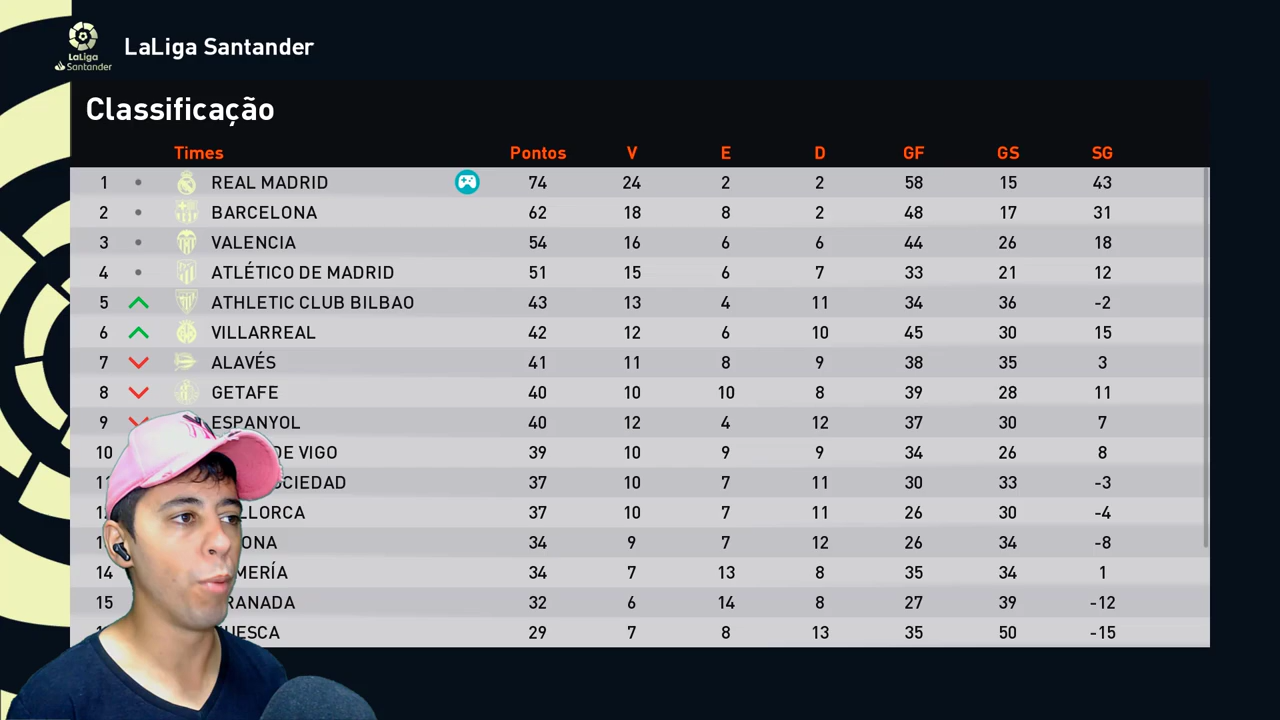 LaLiga Santander
LaLiga
Santander
Classificação
Times Pontos V E D GF GS SG
1 REAL MADRID 74 24 2 2 58 15 43
2 BARCELONA 62 18 8 2 48 17 31
3 VALENCIA 54 16 6 6 44 26 18
4 ATLÉTICO DE MADRID 51 15 6 7 33 21 12
5 ATHLETIC CLUB BILBAO 43 13 4 11 34 36 -2
6 VILLARREAL 42 12 6 10 45 30 15
7 ALAVÉS 41 11 8 9 38 35 3
8 GETAFE 40 10 10 8 39 28 11
9 ESPANYOL 40 12 4 12 37 30 7
10 DE VIGO 39 10 9 9 34 26 8
37 10 7 11 30 33 -3
37 10 7 11 26 30 -4
34 9 7 12 26 34 -8
14 34 7 13 8 35 34 1
15 32 6 14 8 27 39 -12
29 7 8 13 35 50 -15